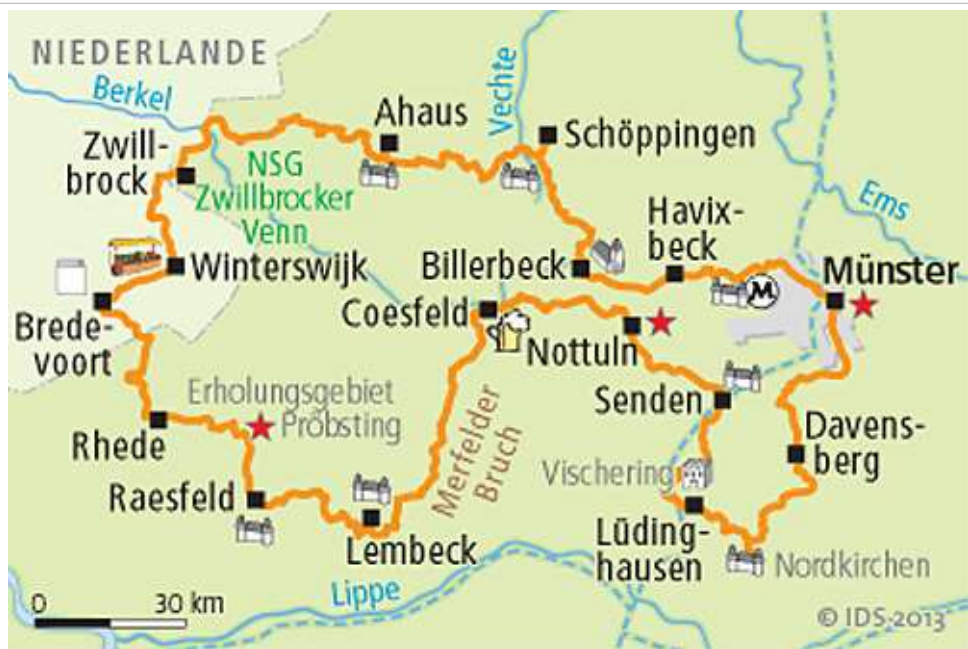 NIEDERLANDE
Berkel
Ahaus
Vechte
Schöppingen
Zwill-
brock
NSG
Zwillbrocker
Venn
Havix-
beck
Ems
Winterswijk
Billerbeck
Münster
Brede-
voort
Coesfeld
Nottuln
M
Erholungsgebiet
Pröbsting
Senden
Davens-
berg
Rhede
Merfelder
Bruch
Vischering
Raesfeld
Lembeck
Lüding-
hausen
Nordkirchen
Lippe
0 30 km
© IDS-2013